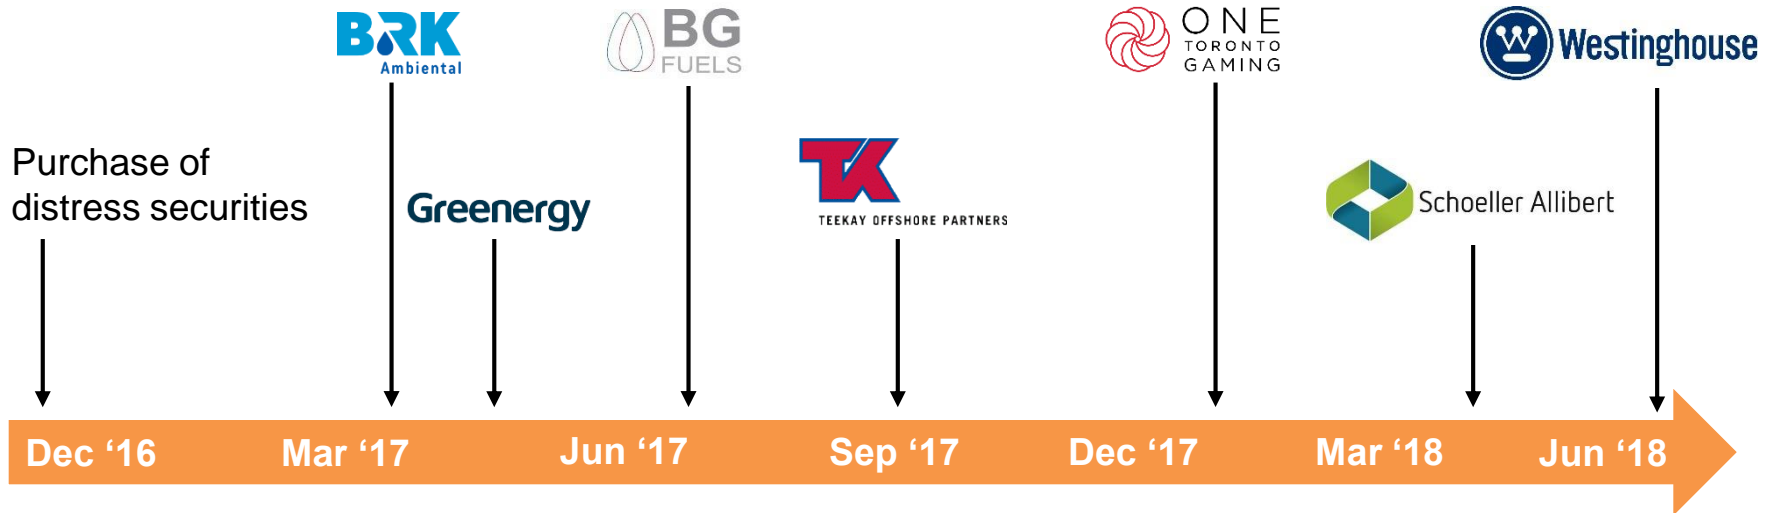 BRK
Ambiental
BG
FUELS
ONE
TORONTO
GAMING
W
Westinghouse
Purchase of
distress securities
Greenergy
TK
TEEKAY OFFSHORE PARTNERS
Schoeller Allibert
Dec ‘16
Mar ‘17
Jun ‘17
Sep ‘17
Dec ‘17
Mar ‘18
Jun ‘18